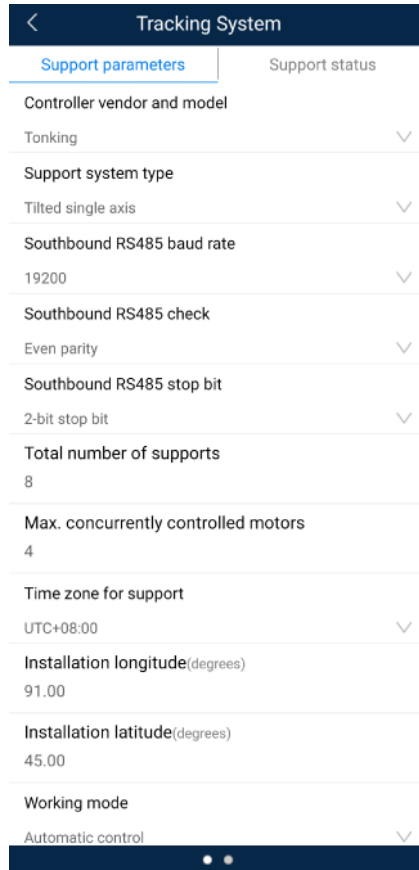 Tracking System
Support parameters
Support status
Controller vendor and model
Tonking
Support system type
Tilted single axis
Southbound RS485 baud rate
19200
Southbound RS485 check
Even parity
Southbound RS485 stop bit
2-bit stop bit
Total number of supports
8
Max. concurrently controlled motors
4
Time zone for support
UTC+08:00
Installation longitude(degrees)
91.00
Installation latitude(degrees)
45.00
Working mode
Automatic control